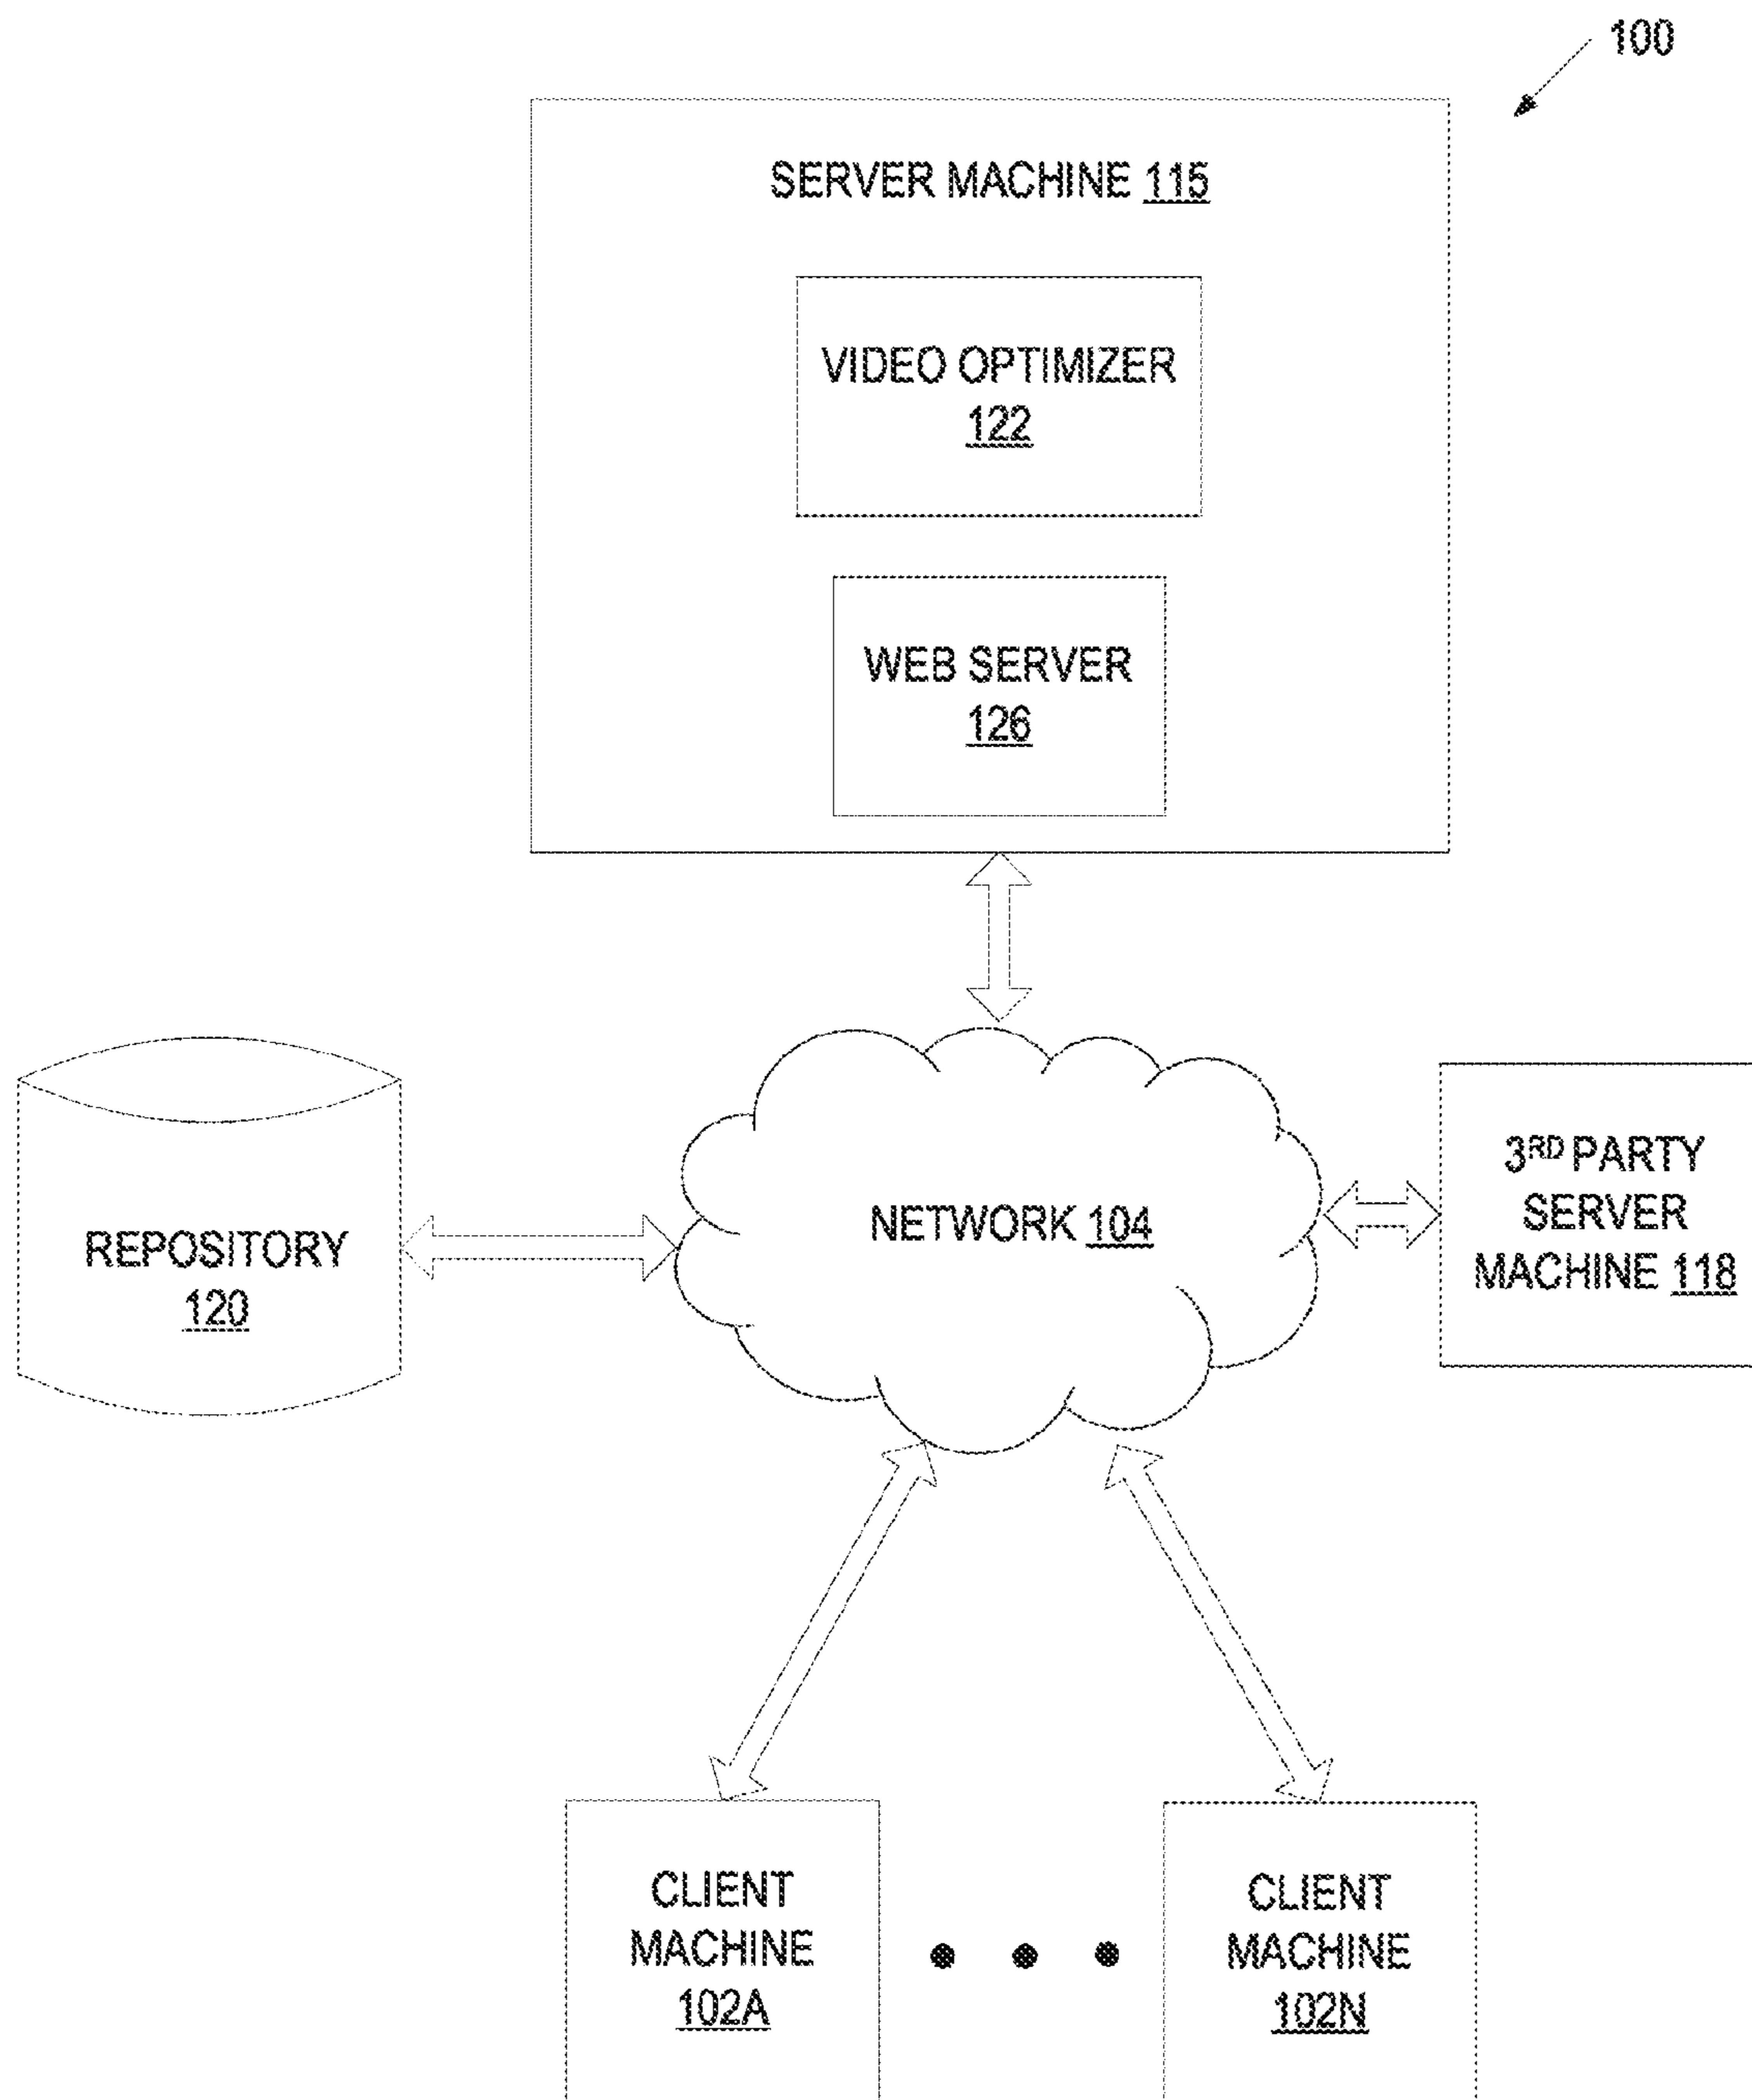 100
SERVER MACHINE 115
VIDEO OPTIMIZER
122
WEB SERVER
126
REPOSITORY
120
NETWORK 104
3RD PARTY
SERVER
MACHINE 118
CLIENT
MACHINE
102A
CLIENT
MACHINE
102N